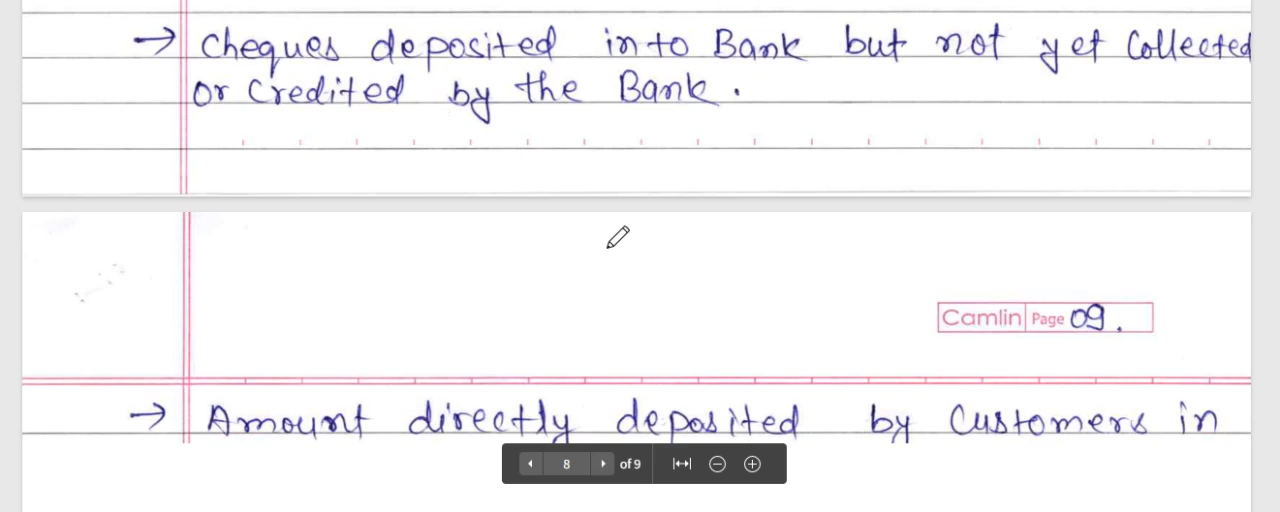 → Cheques deposited into Bank but not yet Collected
or Credited by the Bank.
Camlin Page 09.
→ Amount directly deposited by Customers in
8 of 9